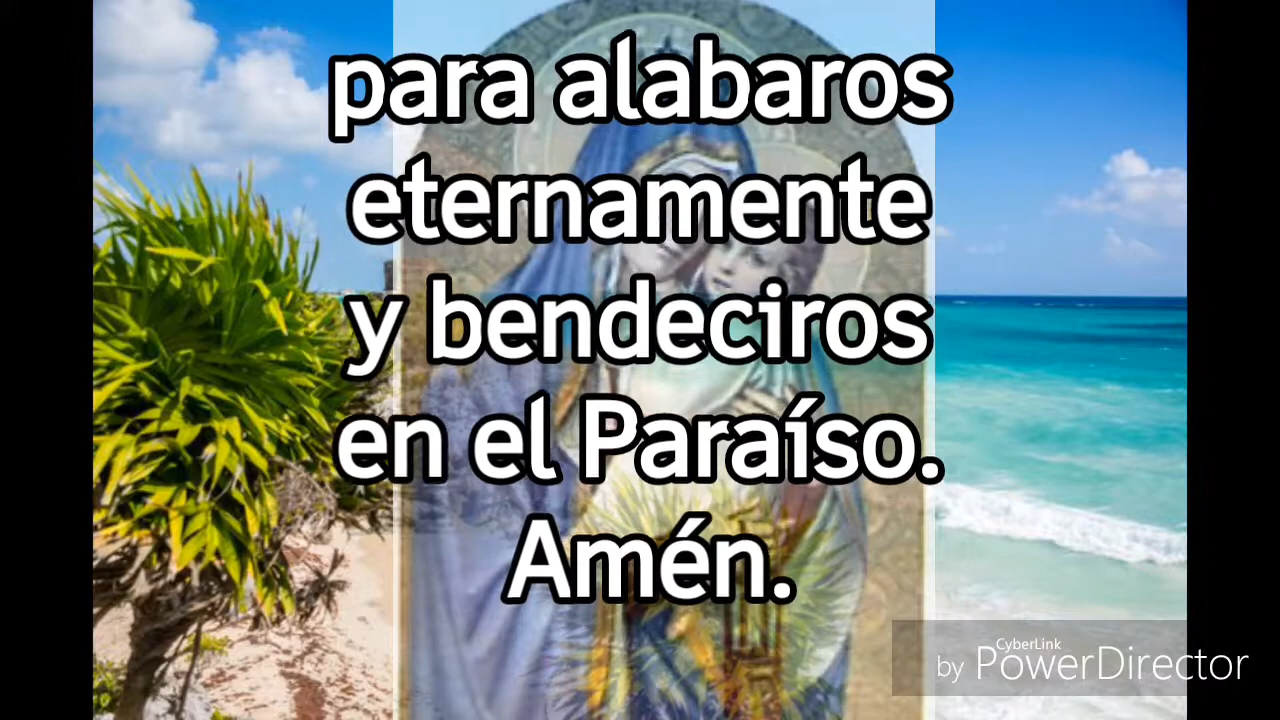 para alabaros
eternamente
y bendeciros
en el Paraíso.
Amén.
CyberLink
by PowerDirector